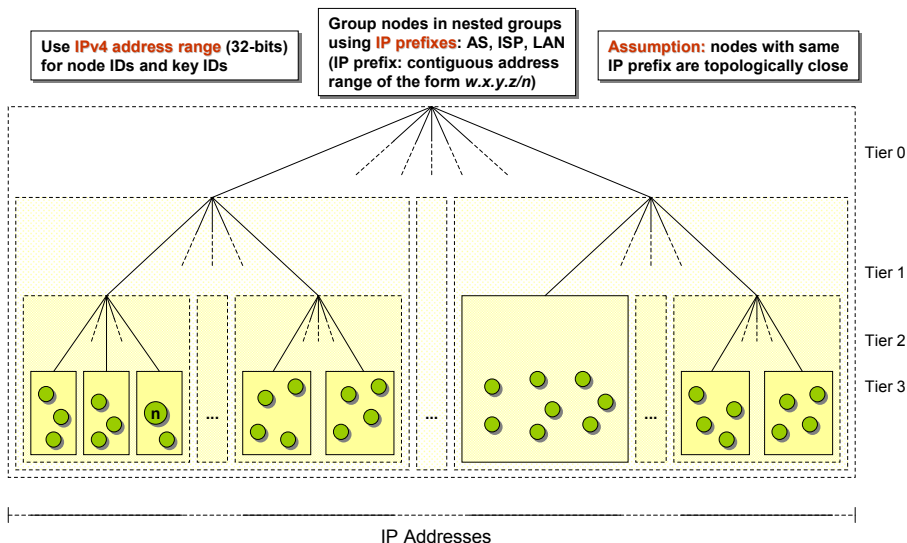 Use IPv4 address range (32-bits)
for node IDs and key IDs
Group nodes in nested groups
using IP prefixes: AS, ISP, LAN
(IP prefix: contiguous address
range of the form w.x.y.z/n)
Assumption: nodes with same
IP prefix are topologically close
Tier 0
Tier 1
Tier 2
Tier 3
n
...
...
...
IP Addresses